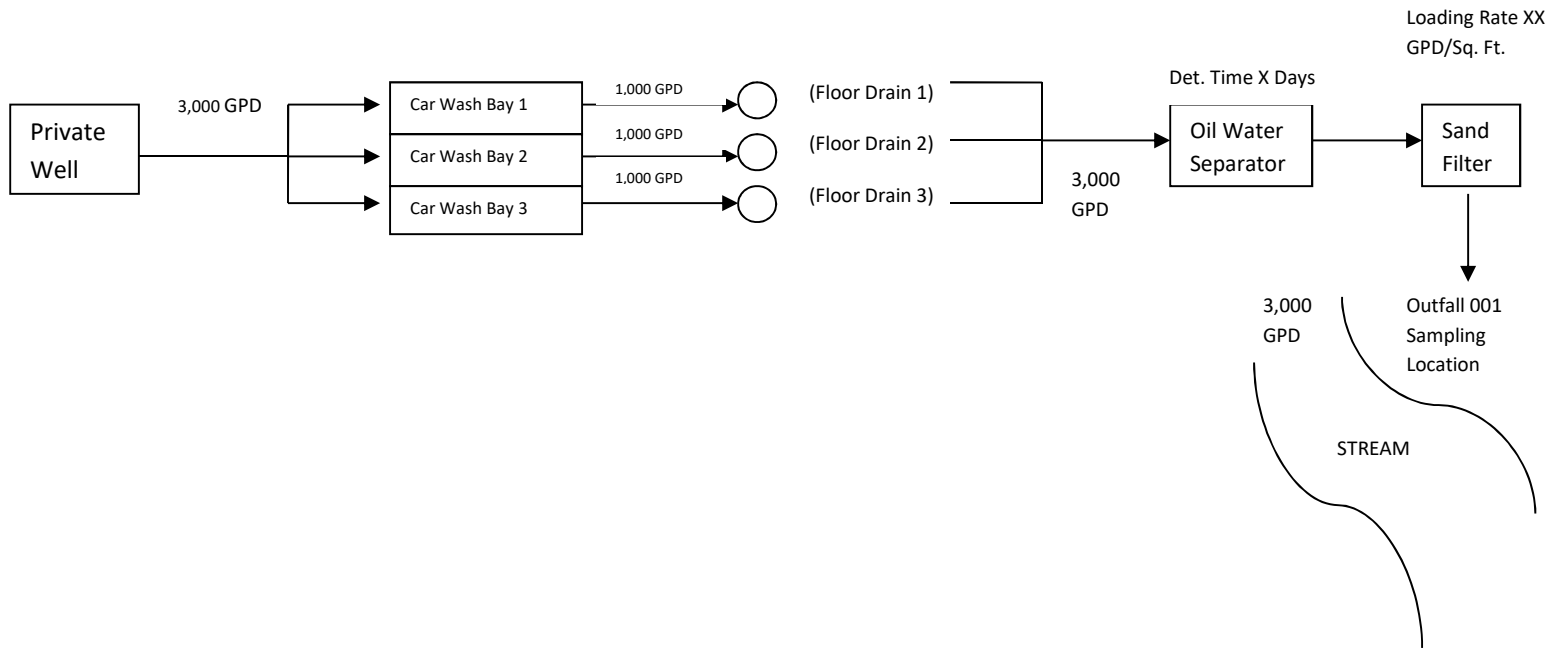 Loading Rate XX
GPD/Sq. Ft.
Det. Time X Days
Private
Well
3,000 GPD
Car Wash Bay 1
Car Wash Bay 2
Car Wash Bay 3
1,000 GPD
1,000 GPD
1,000 GPD
(Floor Drain 1)
(Floor Drain 2)
(Floor Drain 3)
3,000
GPD
Oil Water
Separator
Sand
Filter
3,000
GPD
Outfall 001
Sampling
Location
STREAM